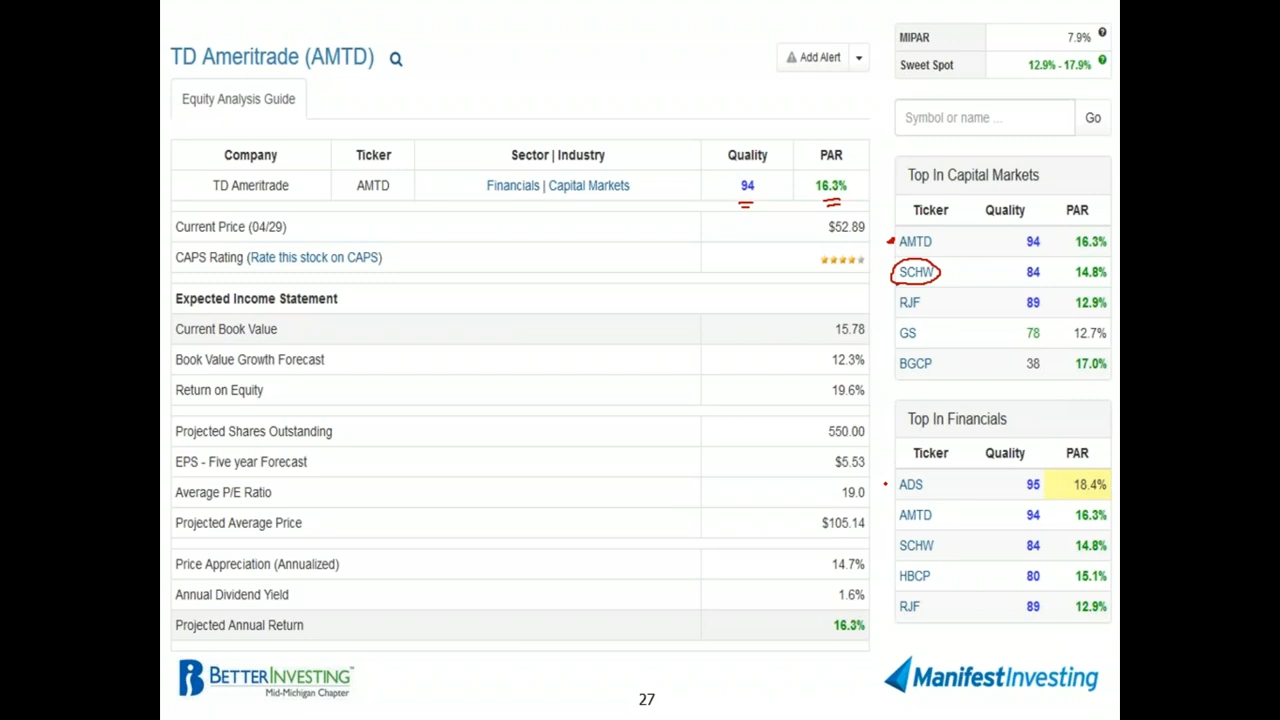 TD Ameritrade (AMTD)
Add Alert
Equity Analysis Guide
Company Ticker Sector | Industry Quality PAR
TD Ameritrade AMTD Financials | Capital Markets 94 16.3%
Current Price (04/29) $52.89
CAPS Rating (Rate this stock on CAPS)
Expected Income Statement
Current Book Value 15.78
Book Value Growth Forecast 12.3%
Return on Equity 19.6%
Projected Shares Outstanding 550.00
EPS - Five year Forecast $5.53
Average P/E Ratio 19.0
Projected Average Price $105.14
Price Appreciation (Annualized) 14.7%
Annual Dividend Yield 1.6%
Projected Annual Return 16.3%
MIPAR 7.9%
Sweet Spot 12.9% - 17.9%
Symbol or name ... Go
Top In Capital Markets
Ticker Quality PAR
AMTD 94 16.3%
SCHW 84 14.8%
RJF 89 12.9%
GS 78 12.7%
BGCP 38 17.0%
Top In Financials
Ticker Quality PAR
ADS 95 18.4%
AMTD 94 16.3%
SCHW 84 14.8%
HBCP 80 15.1%
RJF 89 12.9%
BETTERINVESTING™
Mid-Michigan Chapter
27
ManifestInvesting